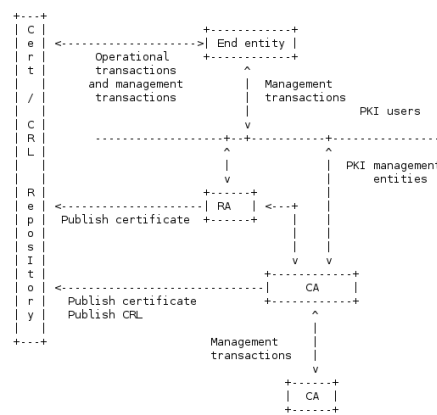 Cert / CRL Repository
End entity
Operational
transactions
and management
transactions
Management
transactions
PKI users
PKI management
entities
RA
Publish certificate
CA
Publish certificate
Publish CRL
Management
transactions
CA